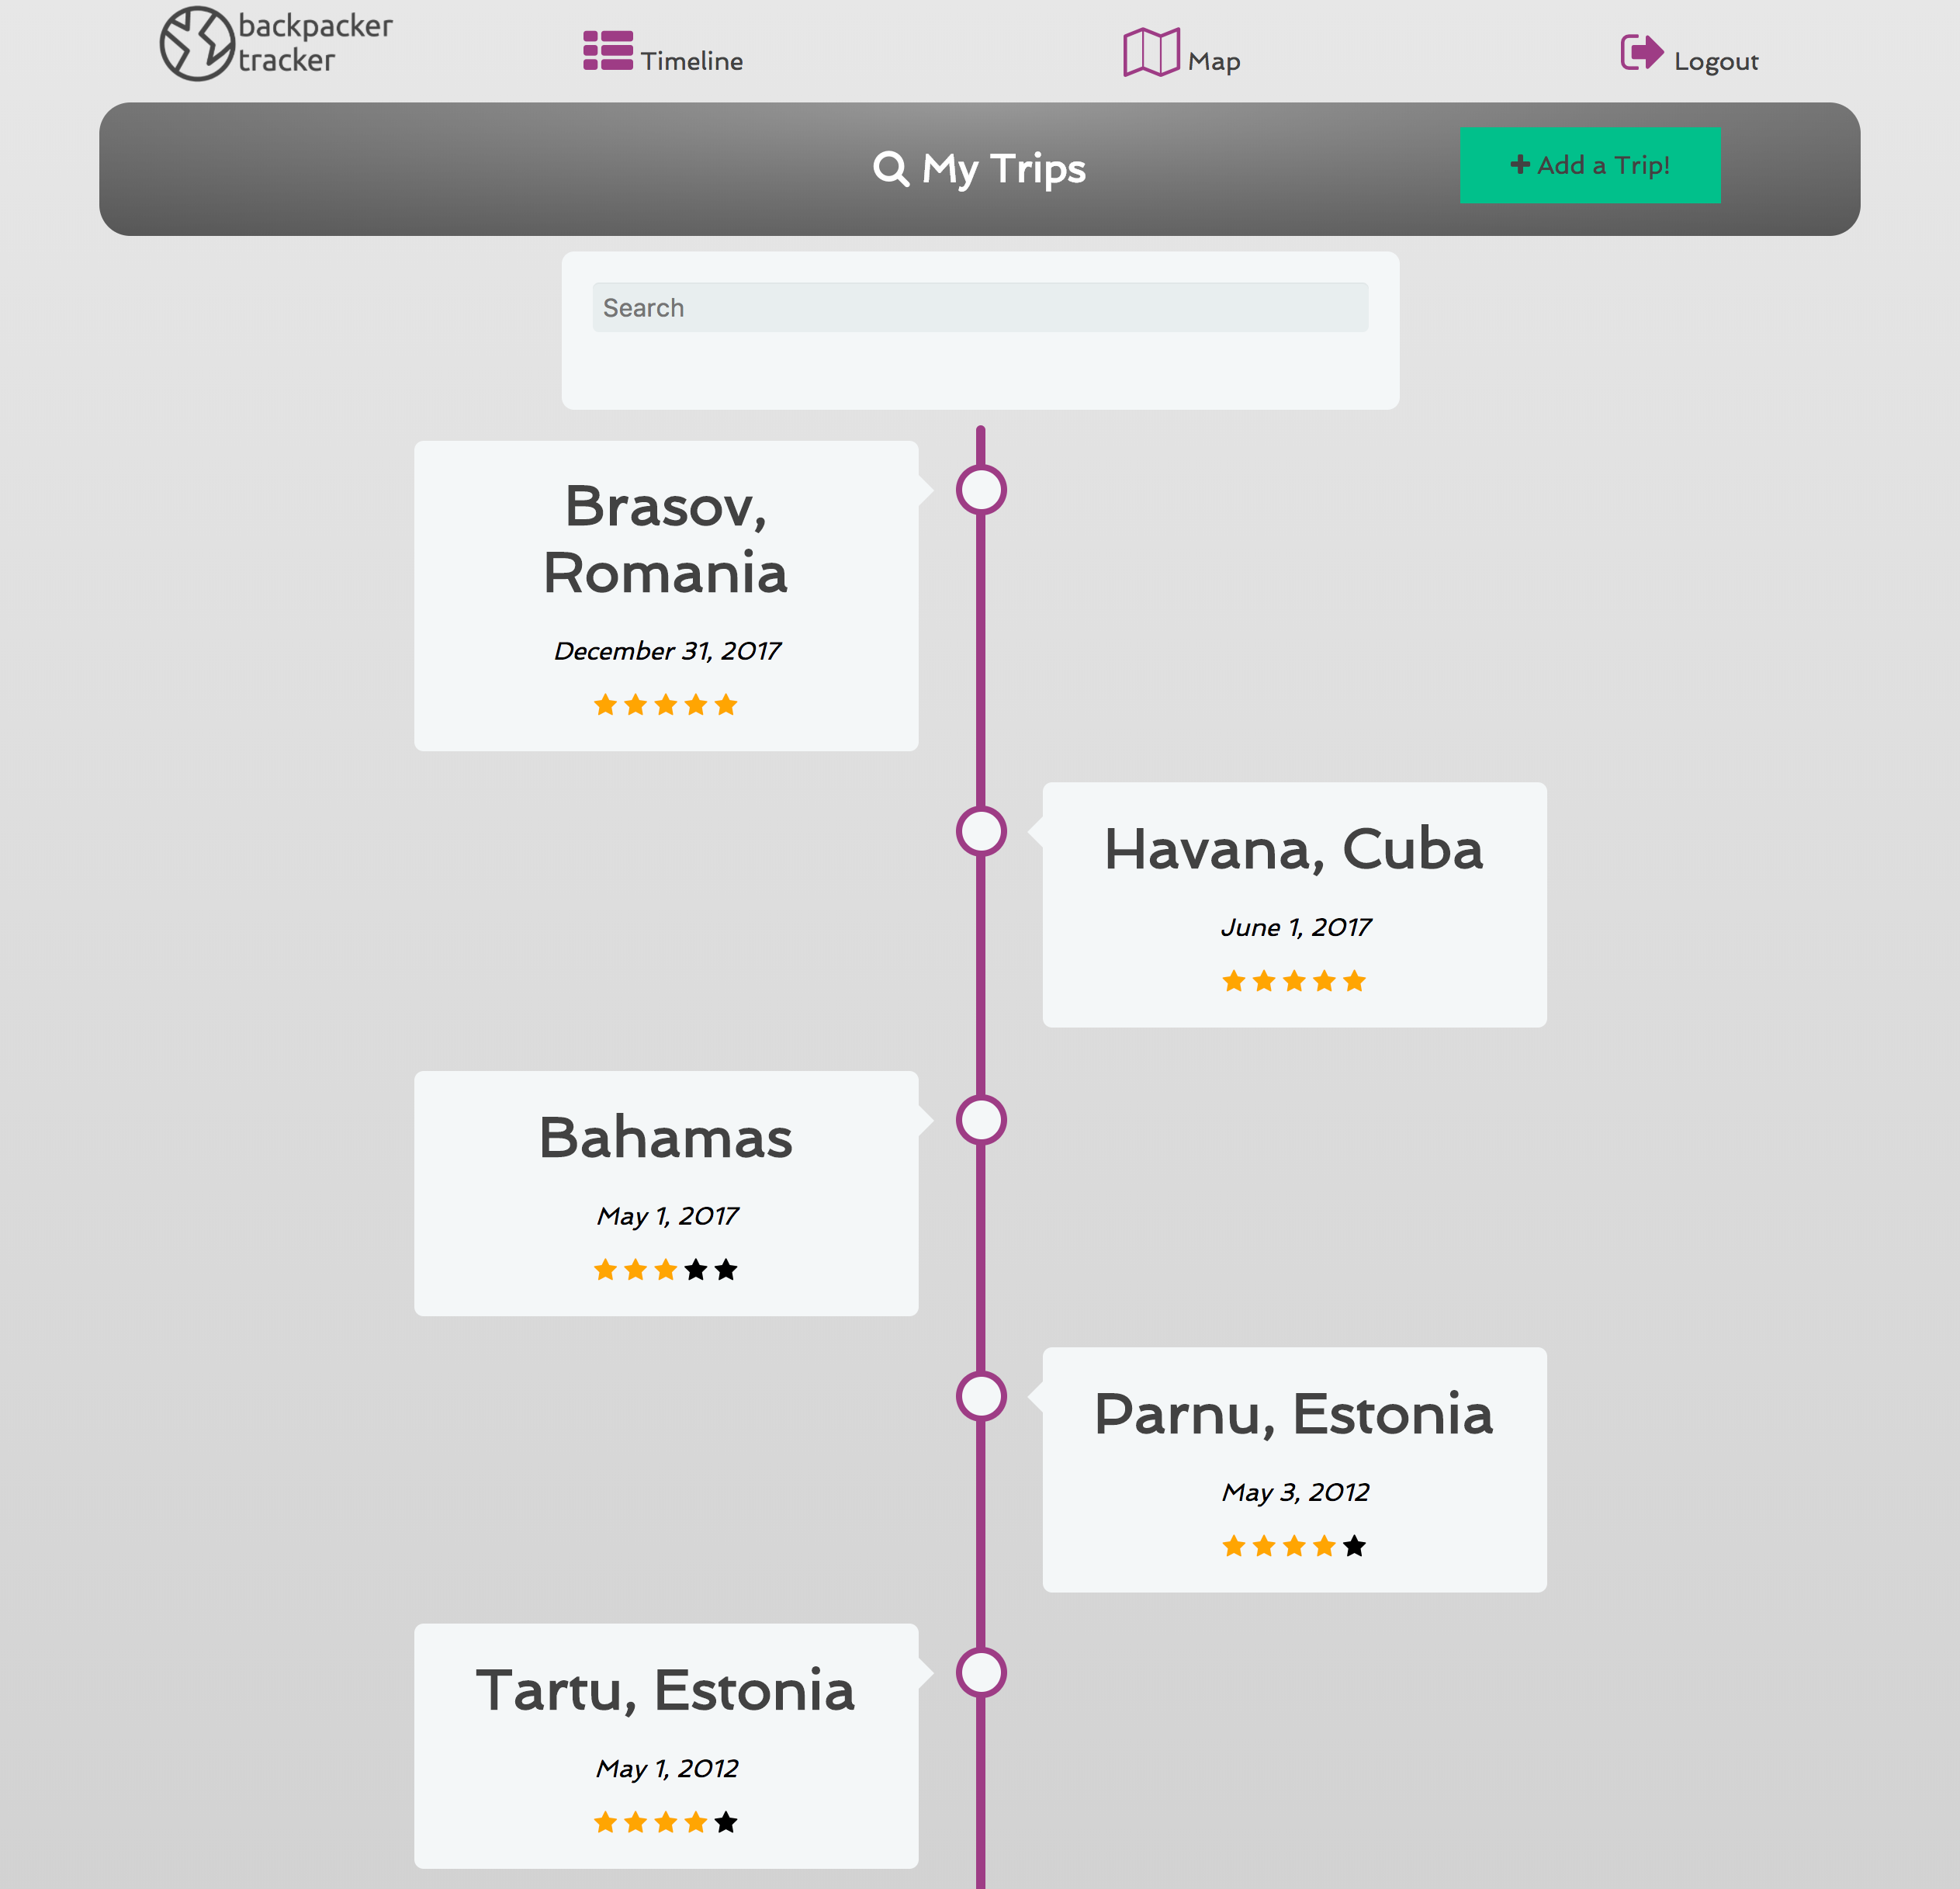 backpacker
tracker
Timeline
Map
Logout
My Trips
Add a Trip!
Search
Brasov,
Romania
December 31, 2017
Havana, Cuba
June 1, 2017
Bahamas
May 1, 2017
Parnu, Estonia
May 3, 2012
Tartu, Estonia
May 1, 2012